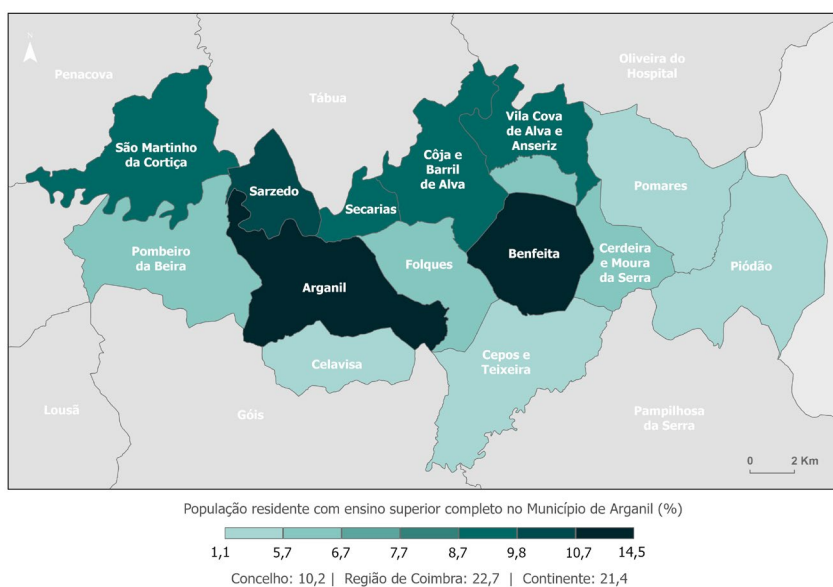 N
Penacova
Oliveira do
Hospital
Tábua
São Martinho
da Cortiça
Vila Cova
de Alva e
Anseriz
Côja e
Barril
de Alva
Sarzedo
Secarias
Pomares
Pombeiro
da Beira
Arganil
Folques
Benfeita
Cerdeira
e Moura
da Serra
Piódão
Celavisa
Cepos e
Teixeira
Lousã
Góis
Pampilhosa
da Serra
0 2 Km
População residente com ensino superior completo no Município de Arganil (%)
1,1 5,7 6,7 7,7 8,7 9,8 10,7 14,5
Concelho: 10,2 | Região de Coimbra: 22,7 | Continente: 21,4